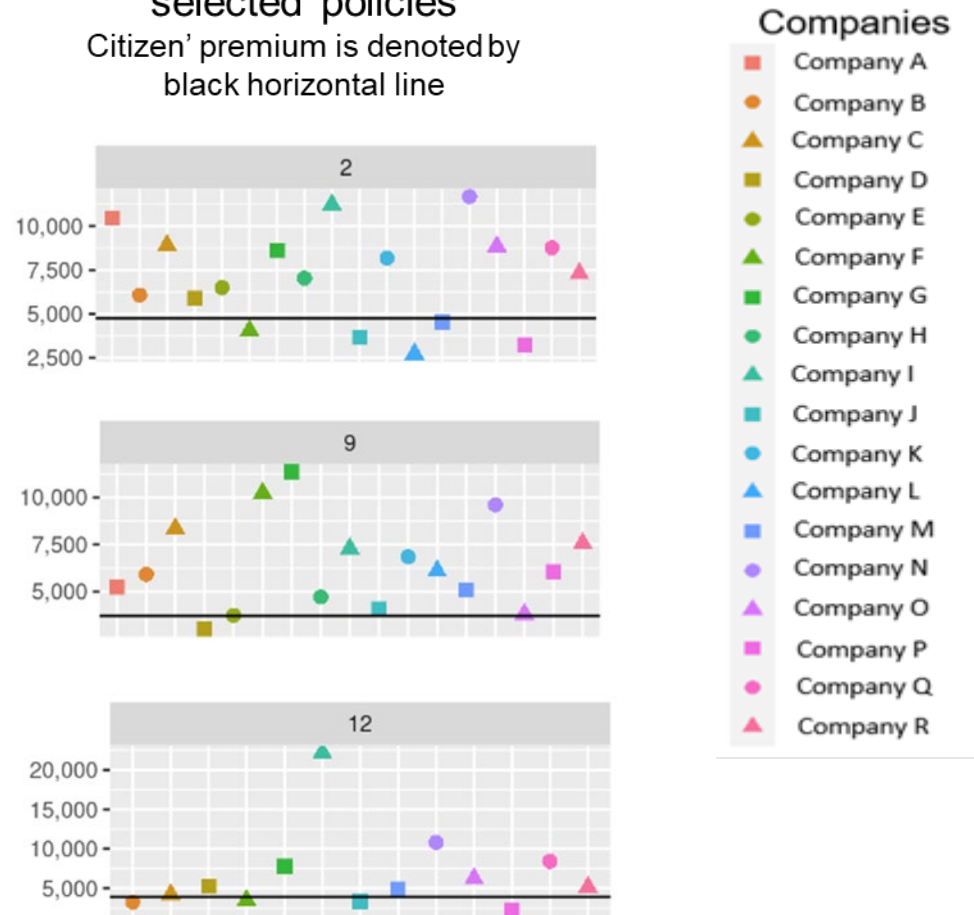 selected policies
Citizen’ premium is denoted by
black horizontal line
2
10,000
7,500
5,000
2,500
9
10,000
7,500
5,000
12
20,000
15,000
10,000
5,000
Companies
Company A
Company B
Company C
Company D
Company E
Company F
Company G
Company H
Company I
Company J
Company K
Company L
Company M
Company N
Company O
Company P
Company Q
Company R